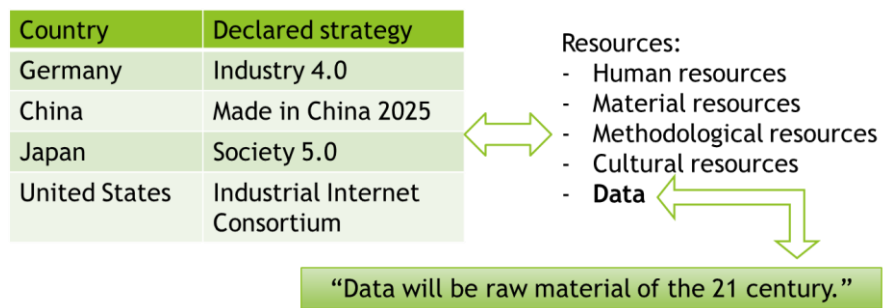 Country Declared strategy
Germany Industry 4.0
China Made in China 2025
Japan Society 5.0
United States Industrial Internet
Consortium
Resources:
- Human resources
- Material resources
- Methodological resources
- Cultural resources
- Data
“Data will be raw material of the 21 century.”